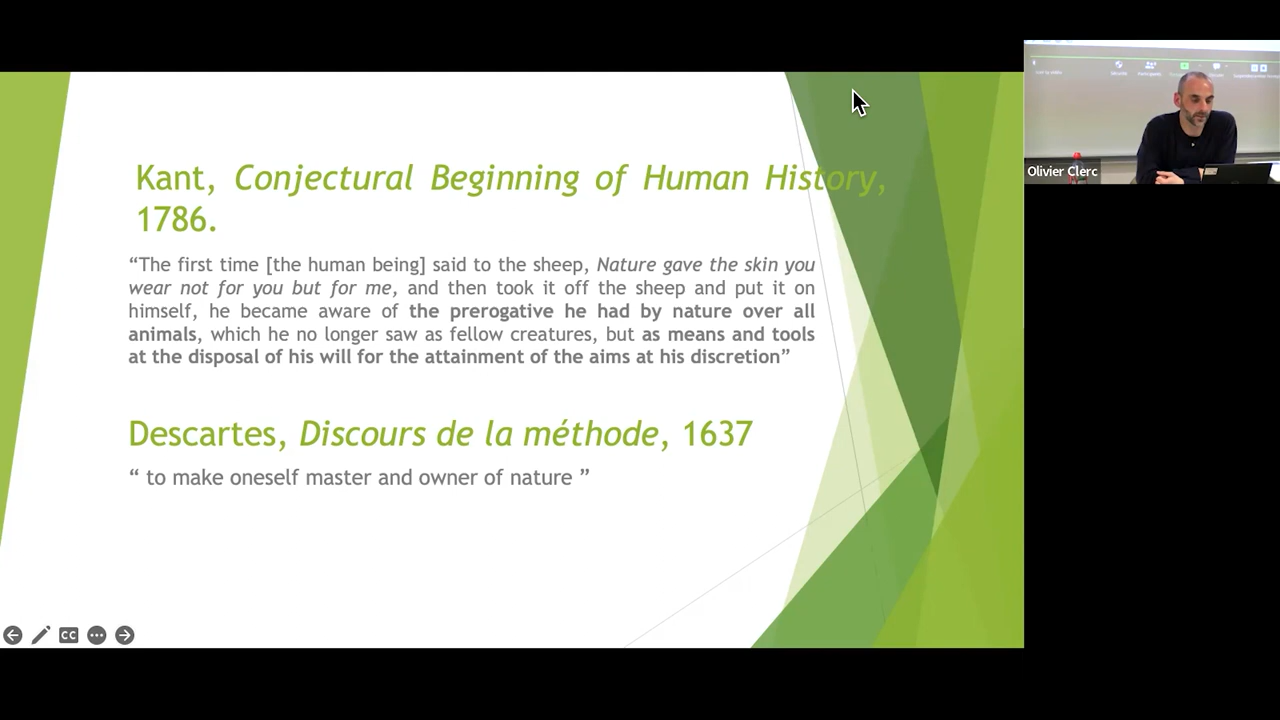 Kant, Conjectural Beginning of Human History,
1786.
“The first time [the human being] said to the sheep, Nature gave the skin you
wear not for you but for me, and then took it off the sheep and put it on
himself, he became aware of the prerogative he had by nature over all
animals, which he no longer saw as fellow creatures, but as means and tools
at the disposal of his will for the attainment of the aims at his discretion”
Descartes, Discours de la méthode, 1637
“ to make oneself master and owner of nature ”
CC
Olivier Clerc